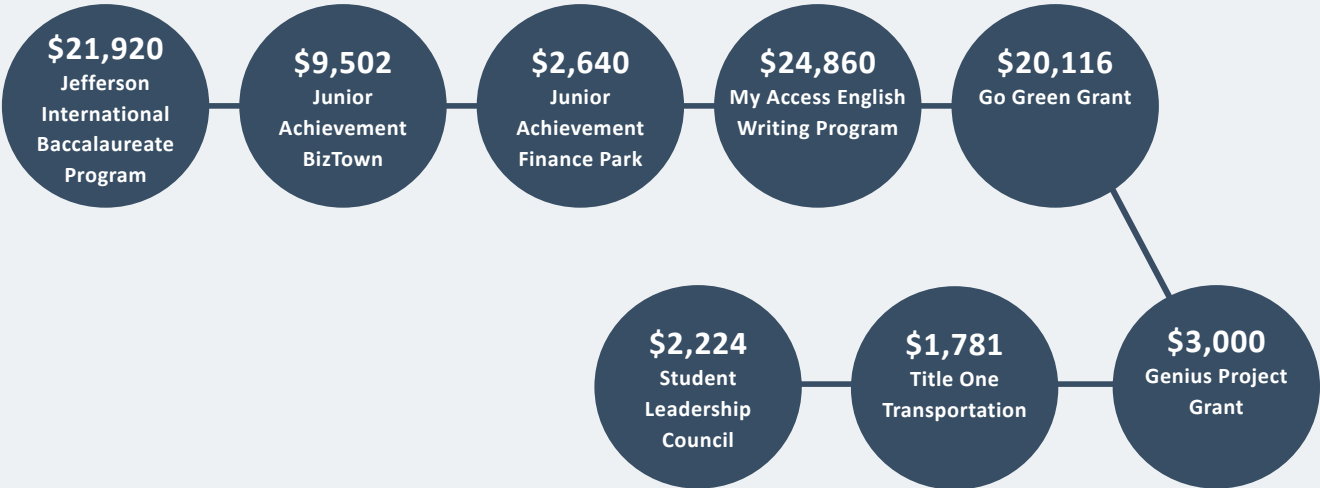 $21,920
Jefferson
International
Baccalaureate
Program
$9,502
Junior
Achievement
BizTown
$2,640
Junior
Achievement
Finance Park
$24,860
My Access English
Writing Program
$20,116
Go Green Grant
$3,000
Genius Project
Grant
$1,781
Title One
Transportation
$2,224
Student
Leadership
Council